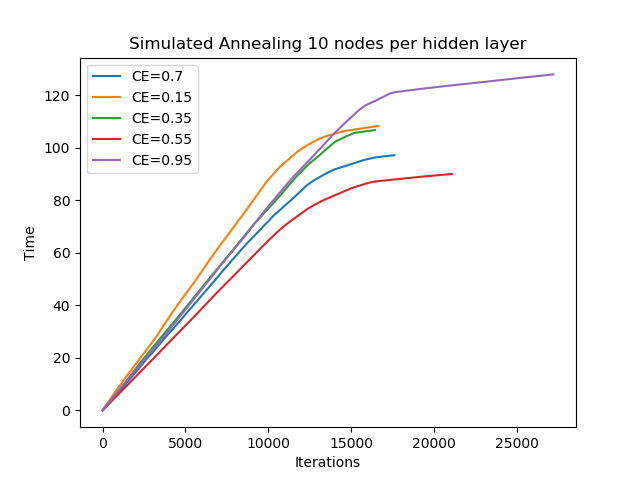 Simulated Annealing 10 nodes per hidden layer
CE=0.7
CE=0.15
CE=0.35
CE=0.55
CE=0.95
Time
120
100
80
60
40
20
0
0 5000 10000 15000 20000 25000
Iterations